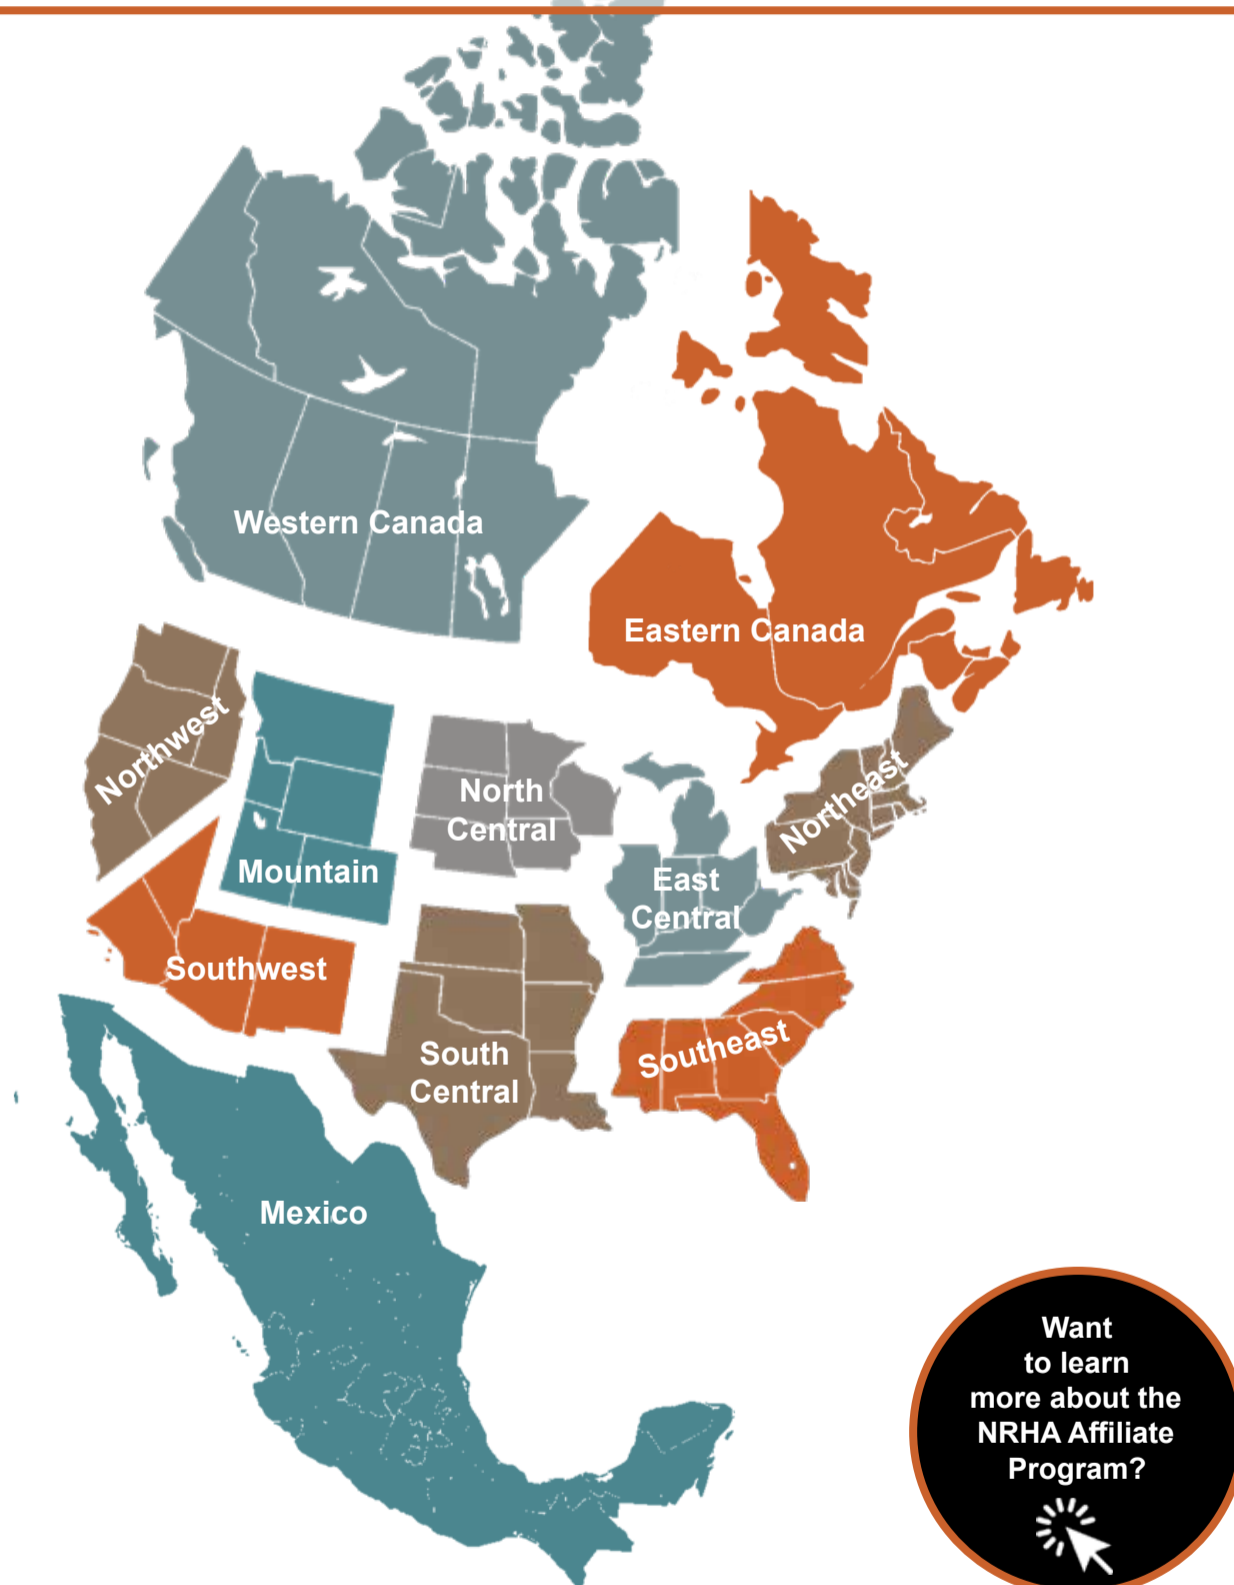 Western Canada
Eastern Canada
Northwest
North
Central
Northeast
Mountain
East
Central
Southwest
South
Central
Southeast
Mexico
Want
to learn
more about the
NRHA Affiliate
Program?